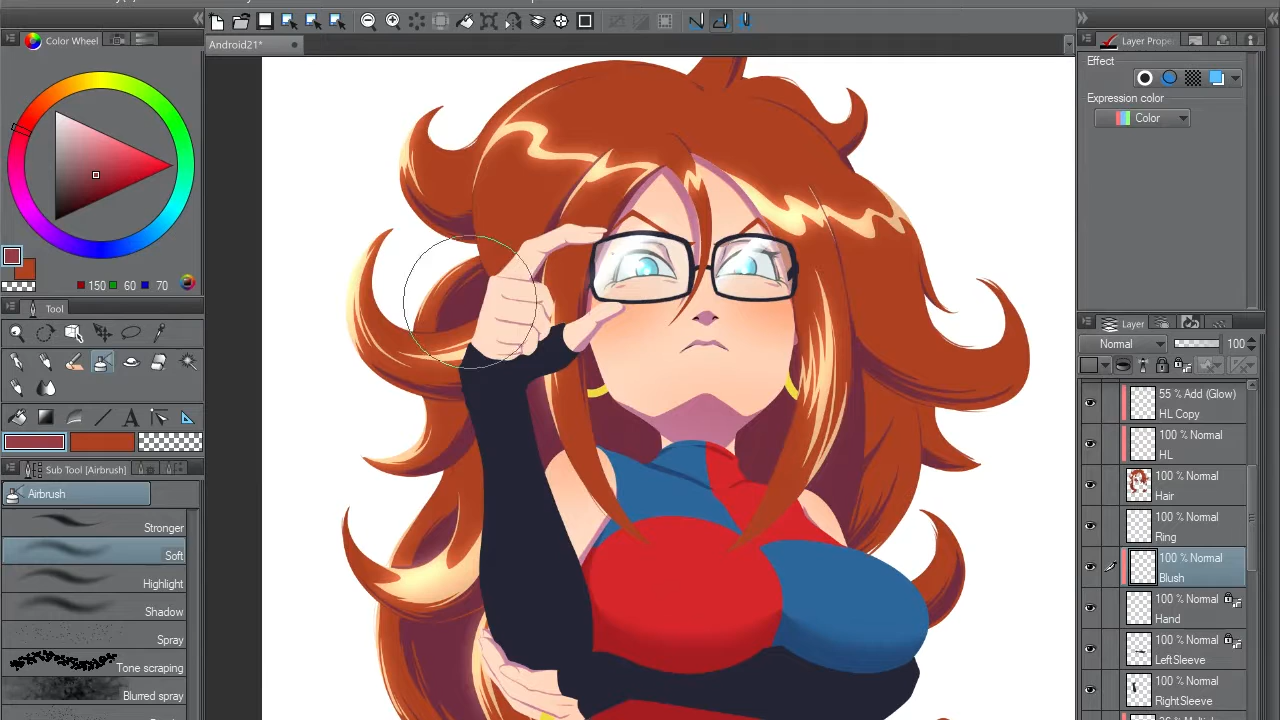 Android21*
Color Wheel
150 60 70
Tool
Sub Tool [Airbrush]
Airbrush
Stronger
Soft
Highlight
Shadow
Spray
Tone scraping
Blurred spray
Layer Prope
Effect
Expression color
Color
Layer
Normal 100
55 % Add (Glow)
HL Copy
100 % Normal
HL
100 % Normal
Hair
100 % Normal
Ring
100 % Normal
Blush
100 % Normal
Hand
100 % Normal
LeftSleeve
100 % Normal
RightSleeve